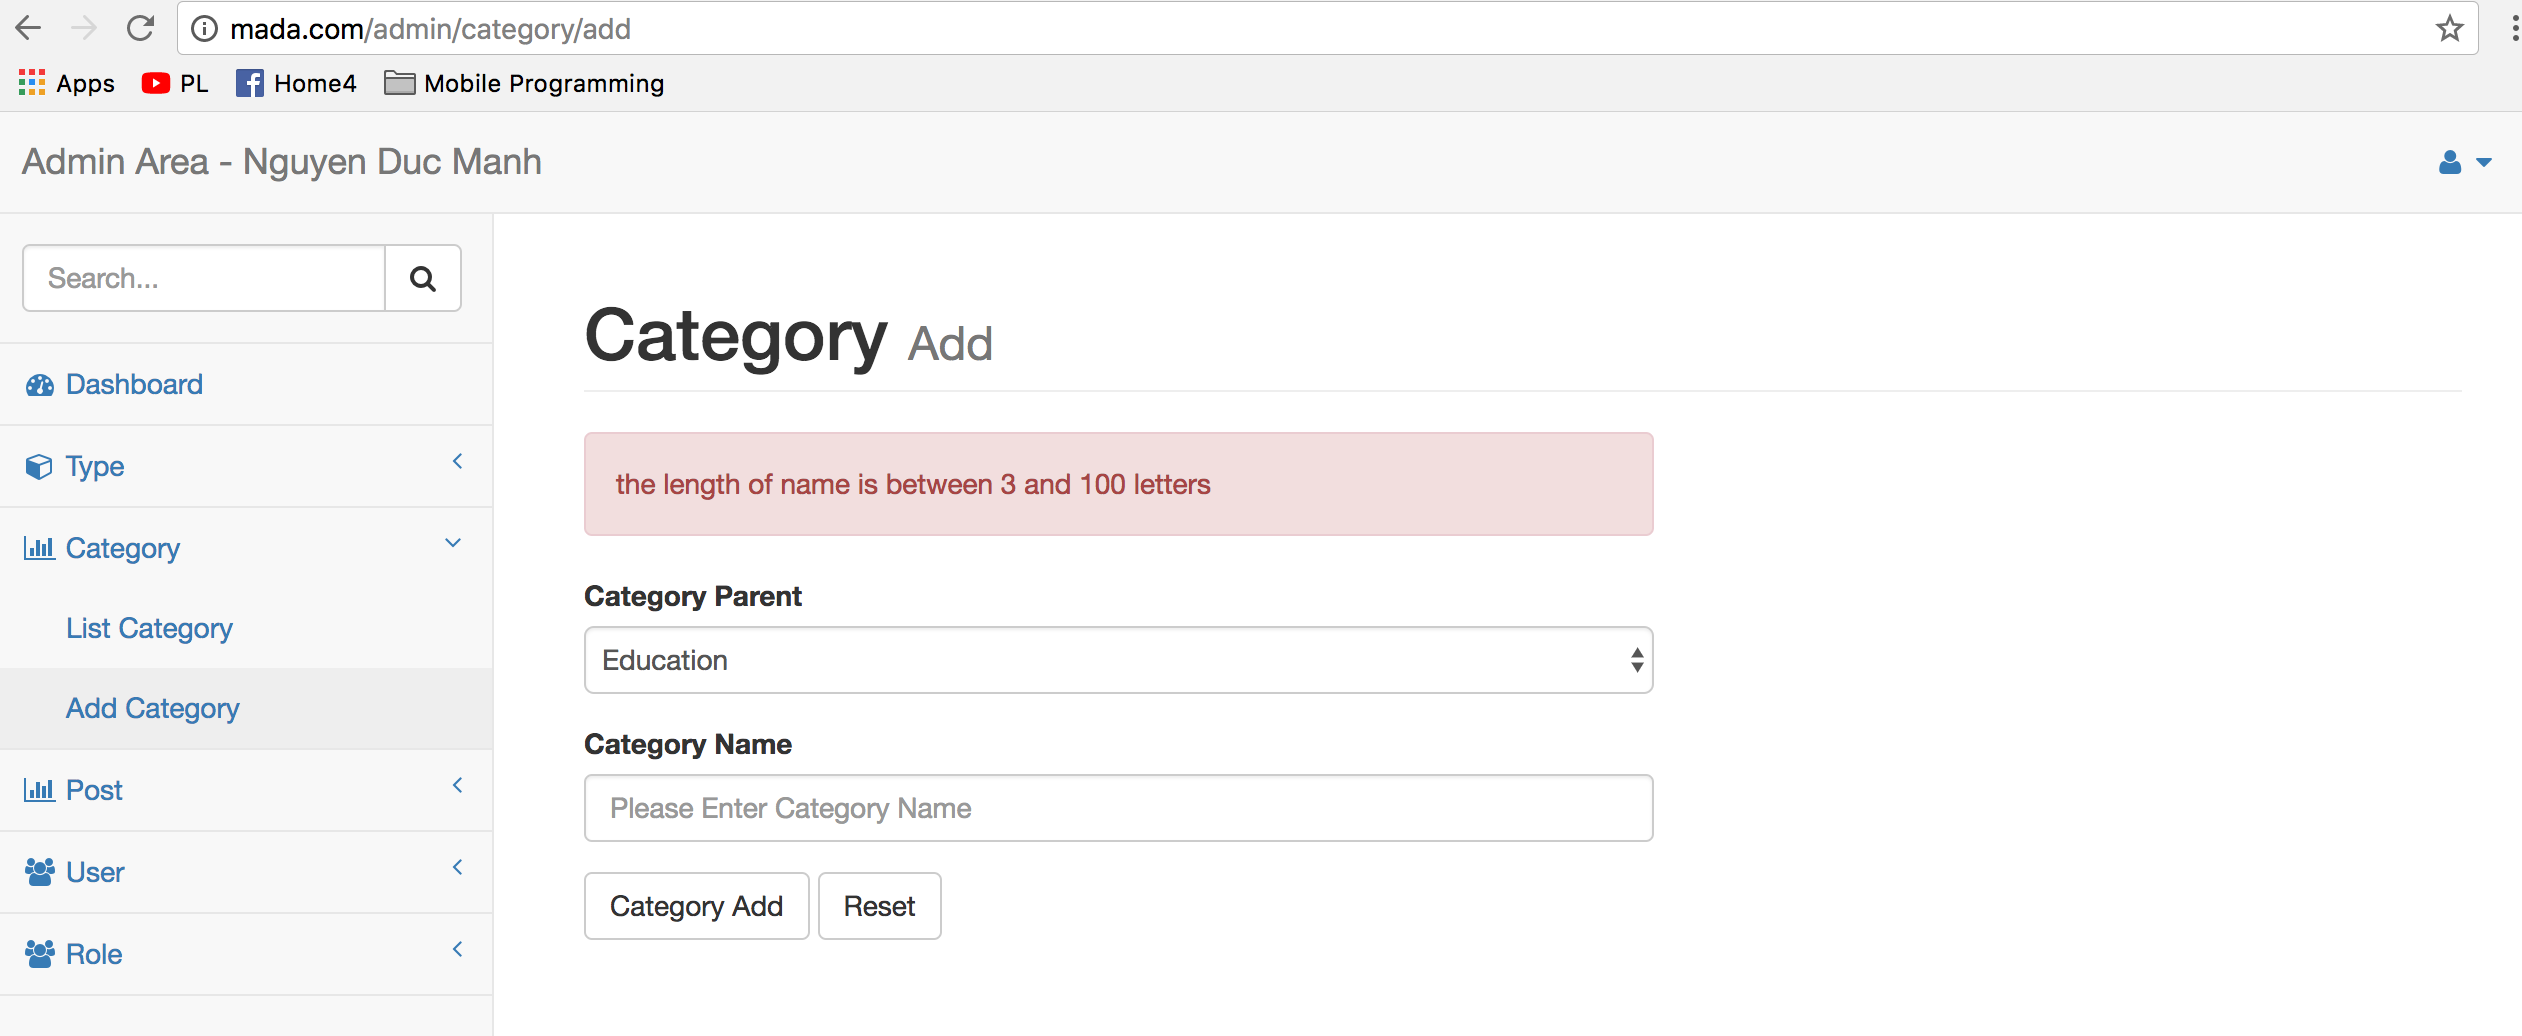 mada.com/admin/category/add
Apps PL Home4 Mobile Programming
Admin Area - Nguyen Duc Manh
Search...
Dashboard
Type
Category
List Category
Add Category
Post
User
Role
Category Add
the length of name is between 3 and 100 letters
Category Parent
Education
Category Name
Please Enter Category Name
Category Add Reset